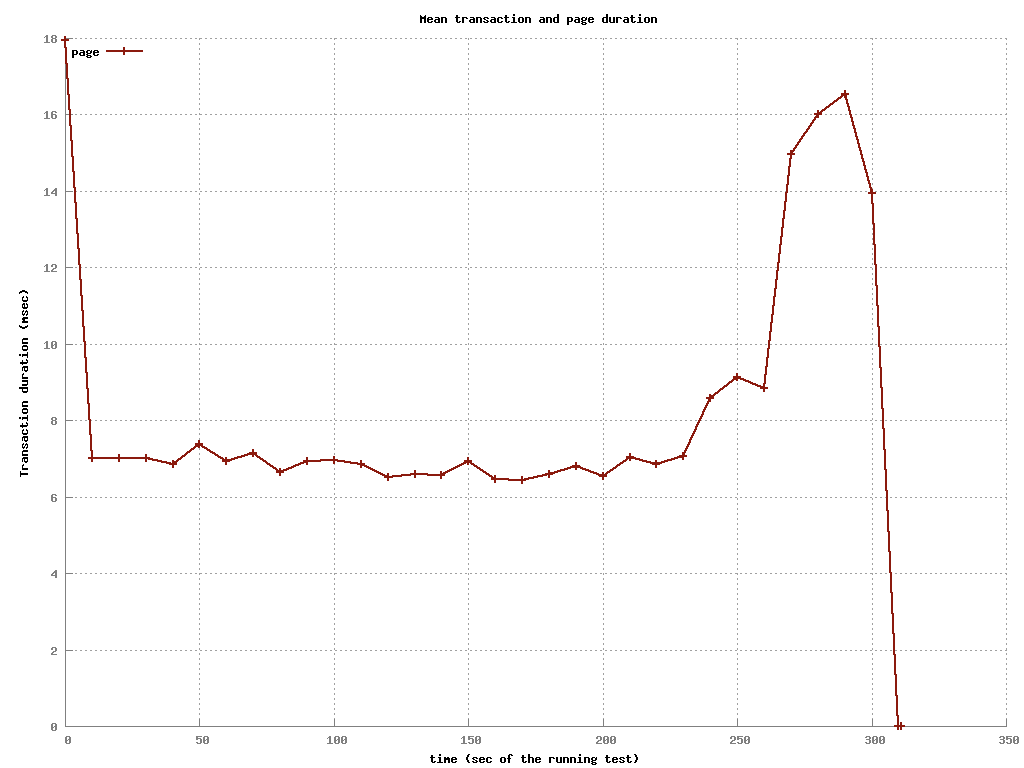 Mean transaction and page duration
page
18
16
14
12
10
8
6
4
2
0
Transaction duration (msec)
0 50 100 150 200 250 300 350
time (sec of the running test)